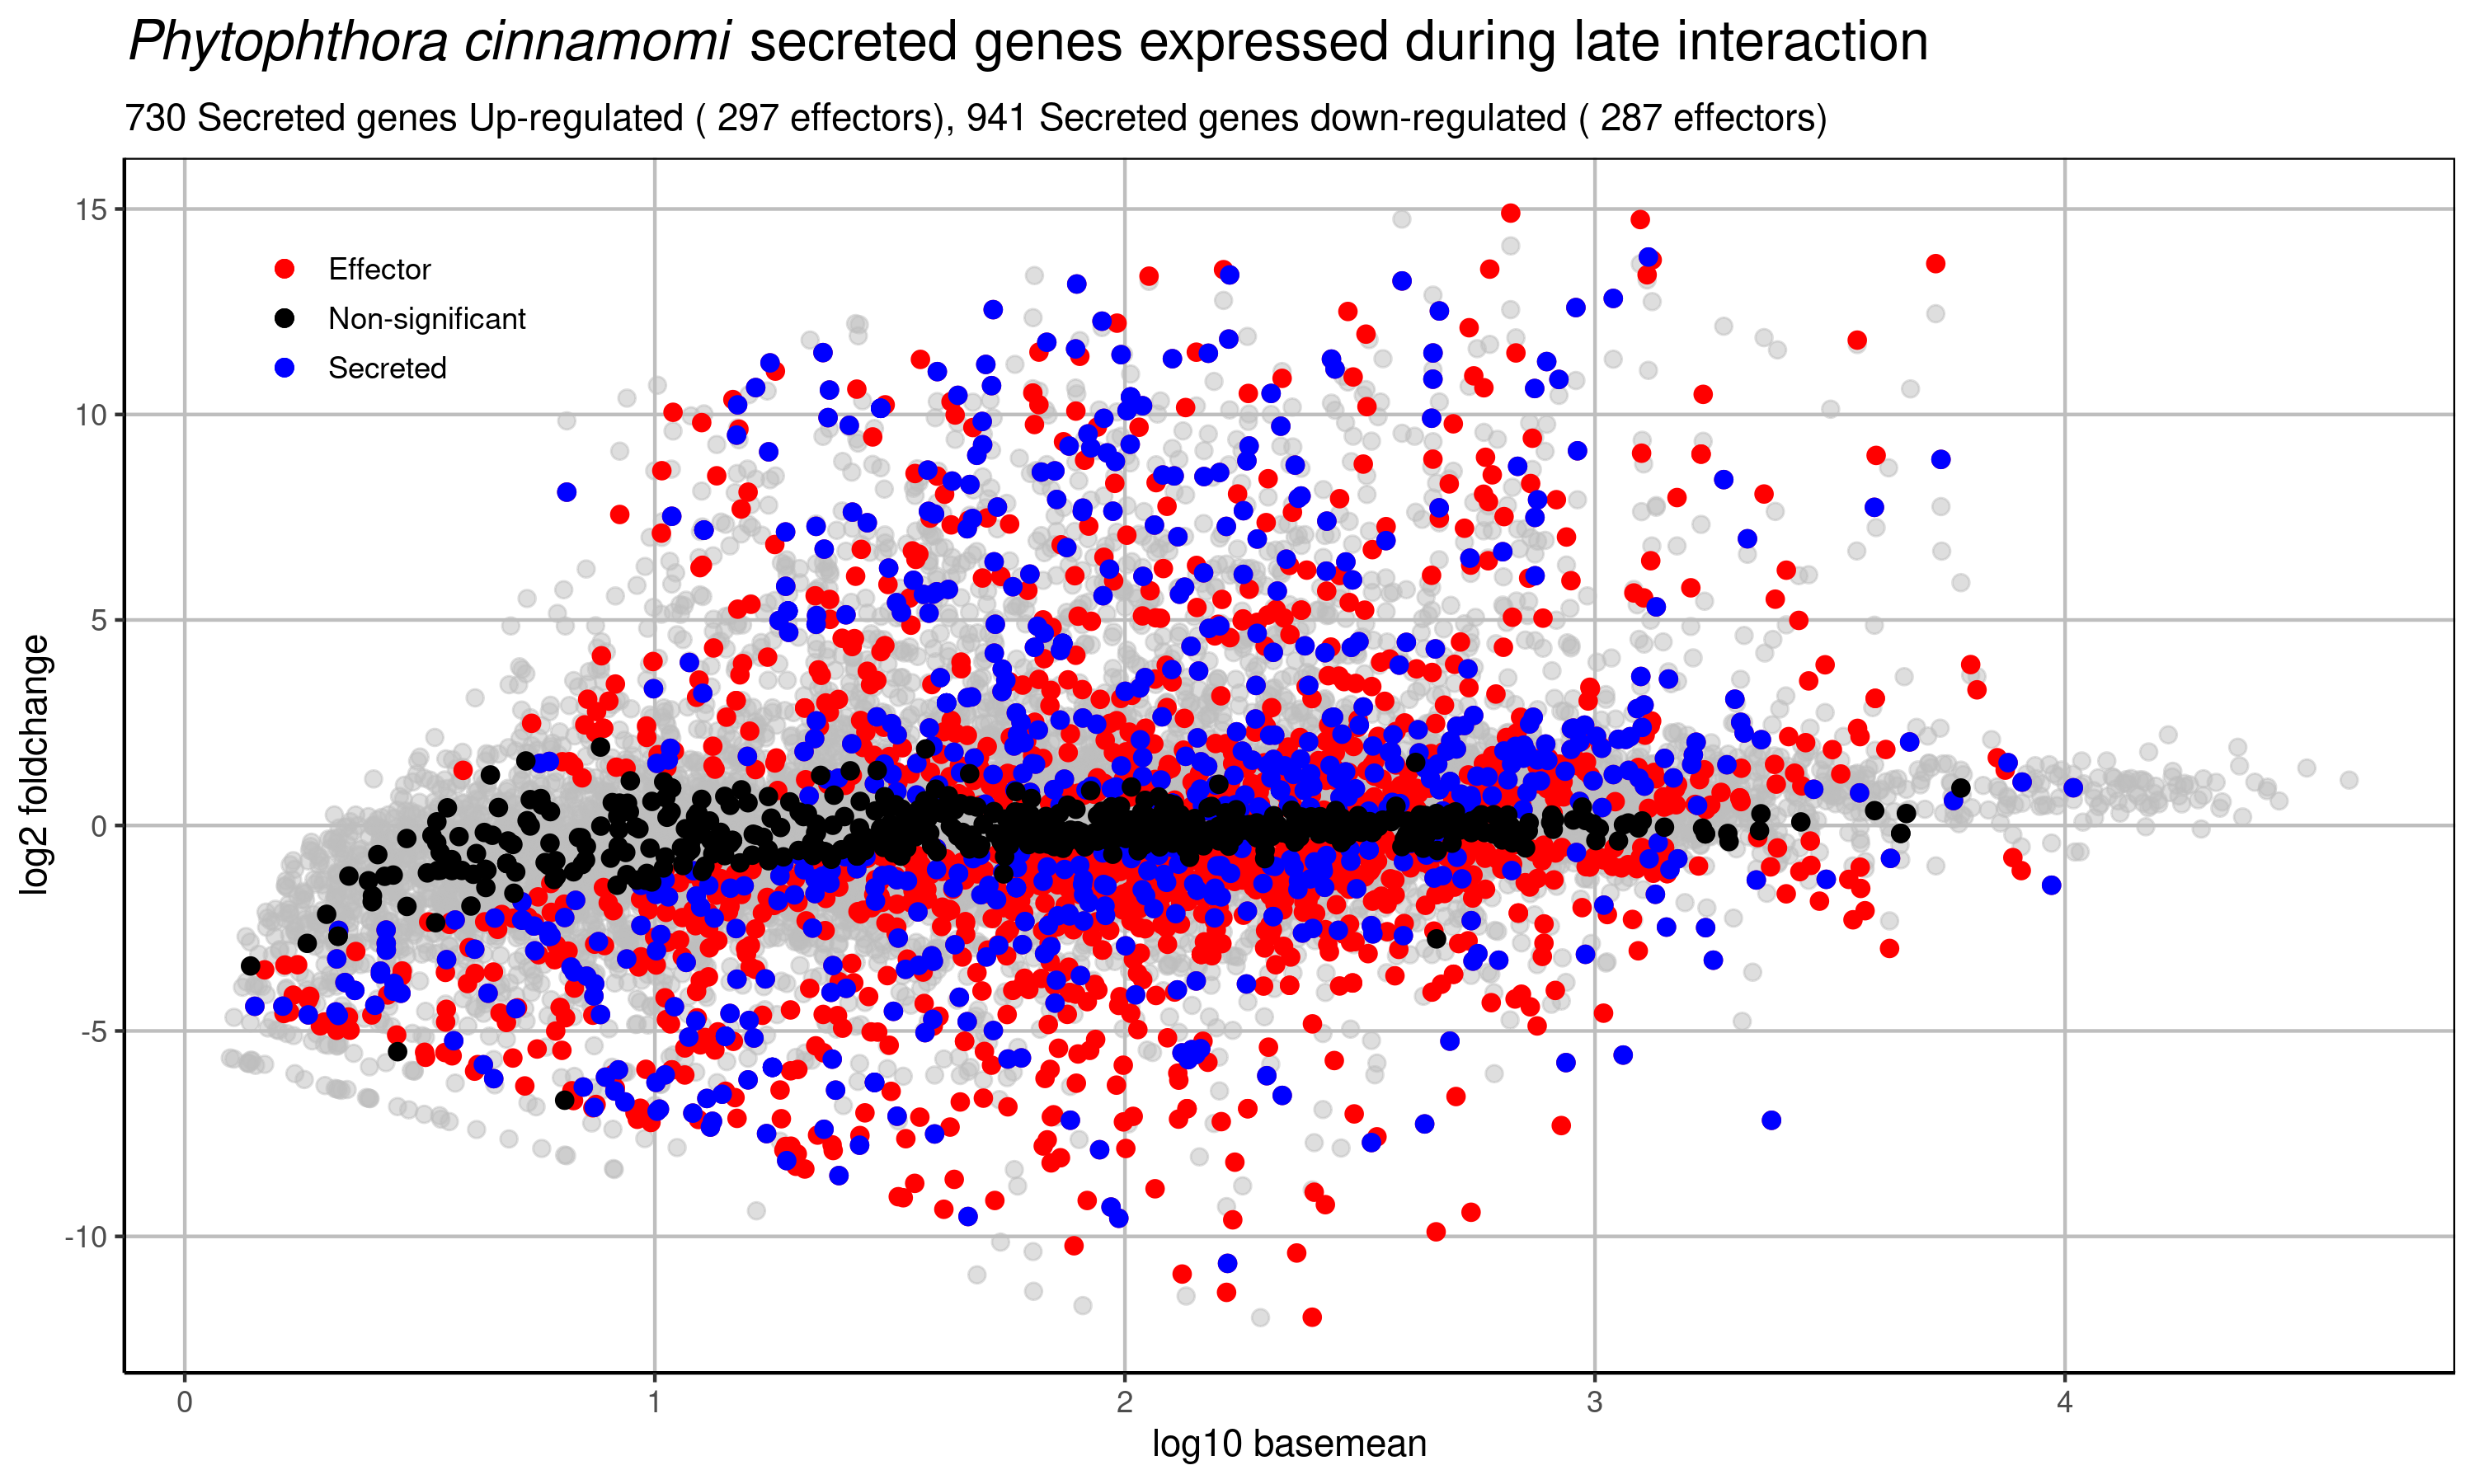 Phytophthora cinnamomi secreted genes expressed during late interaction
730 Secreted genes Up-regulated ( 297 effectors), 941 Secreted genes down-regulated ( 287 effectors)
15
10
5
0
-5
-10
log2 foldchange
Effector
Non-significant
Secreted
0 1 2 3 4
log10 basemean